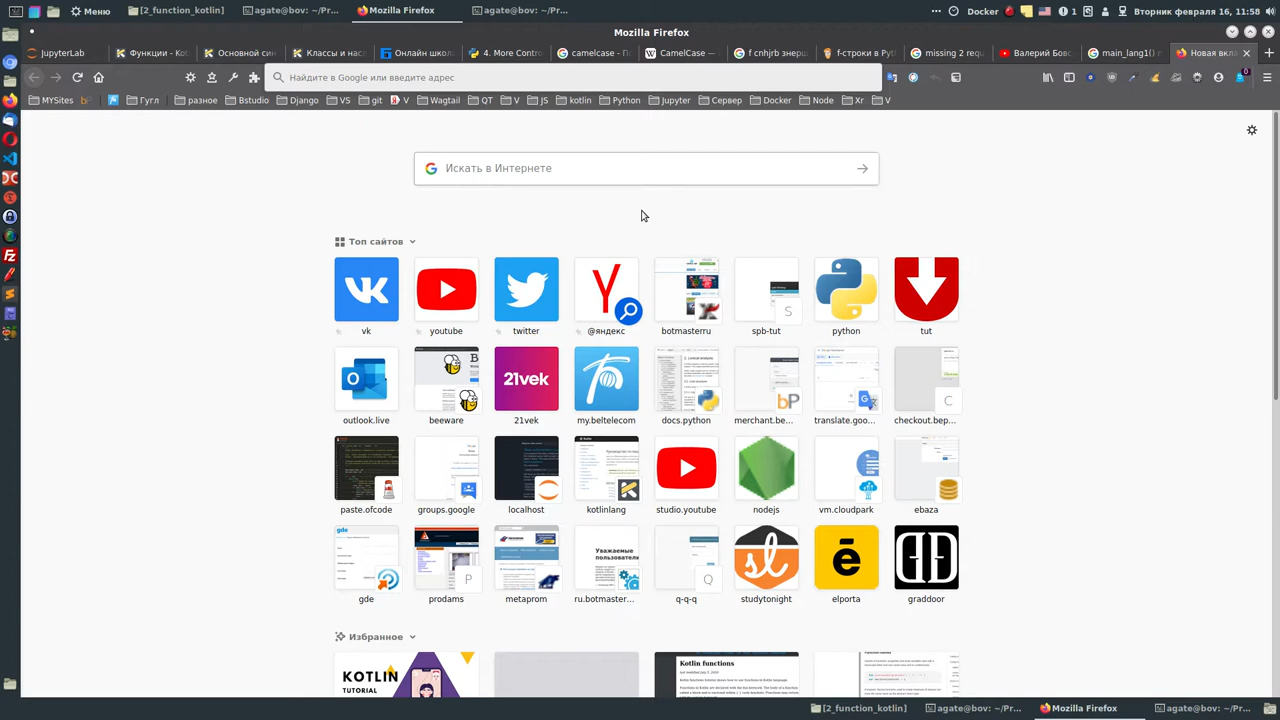 Меню
[2_function_kotlin]
agate@bov: ~/Pr...
Mozilla Firefox
agate@bov: ~/Pr...
Docker
1
Вторник февраля 16, 11:58
Mozilla Firefox
JupyterLab
Функции - Kot
Основной син
Классы и насл
Онлайн школ
4. More Contro
camelcase - П
CamelCase —
f cnhjrb знерш
f-строки в Pyt
missing 2 requ
Валерий Бовс
main_lang1() m
Новая вкл
Найдите в Google или введите адрес
MYSites
Гугл
разное
Bstudio
Django
VS
git
V
Wagtail
QT
V
JS
kotlin
Python
Jupyter
Сервер
Docker
Node
Xr
V
Искать в Интернете
Топ сайтов
vk
youtube
twitter
@яндекс
botmasterru
spb-tut
python
tut
outlook.live
beeware
21vek
my.beltelecom
docs.python
merchant.be...
translate.goo...
checkout.bep...
paste.ofcode
groups.google
localhost
kotlinlang
studio.youtube
nodejs
vm.cloudpark
ebaza
gde
prodams
metaprom
ru.botmaster...
q-q-q
studytonight
elporta
graddoor
Избранное
KOTLIN
TUTORIAL
Kotlin functions
[2_function_kotlin]
agate@bov: ~/Pr...
Mozilla Firefox
agate@bov: ~/Pr...